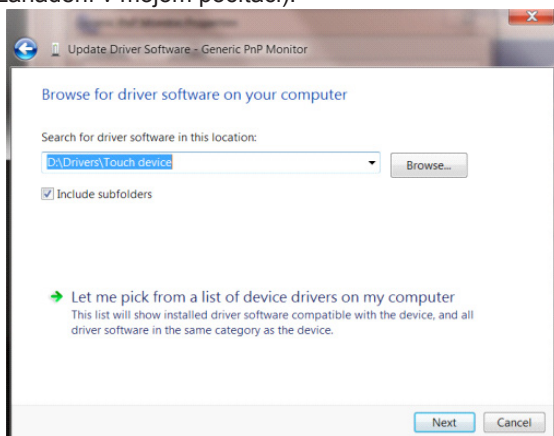 zařadění v mojem počitači).
Update Driver Software - Generic PnP Monitor
Browse for driver software on your computer
Search for driver software in this location:
D:\Drivers\Touch device
Browse...
Include subfolders
Let me pick from a list of device drivers on my computer
This list will show installed driver software compatible with the device, and all
driver software in the same category as the device.
Next
Cancel